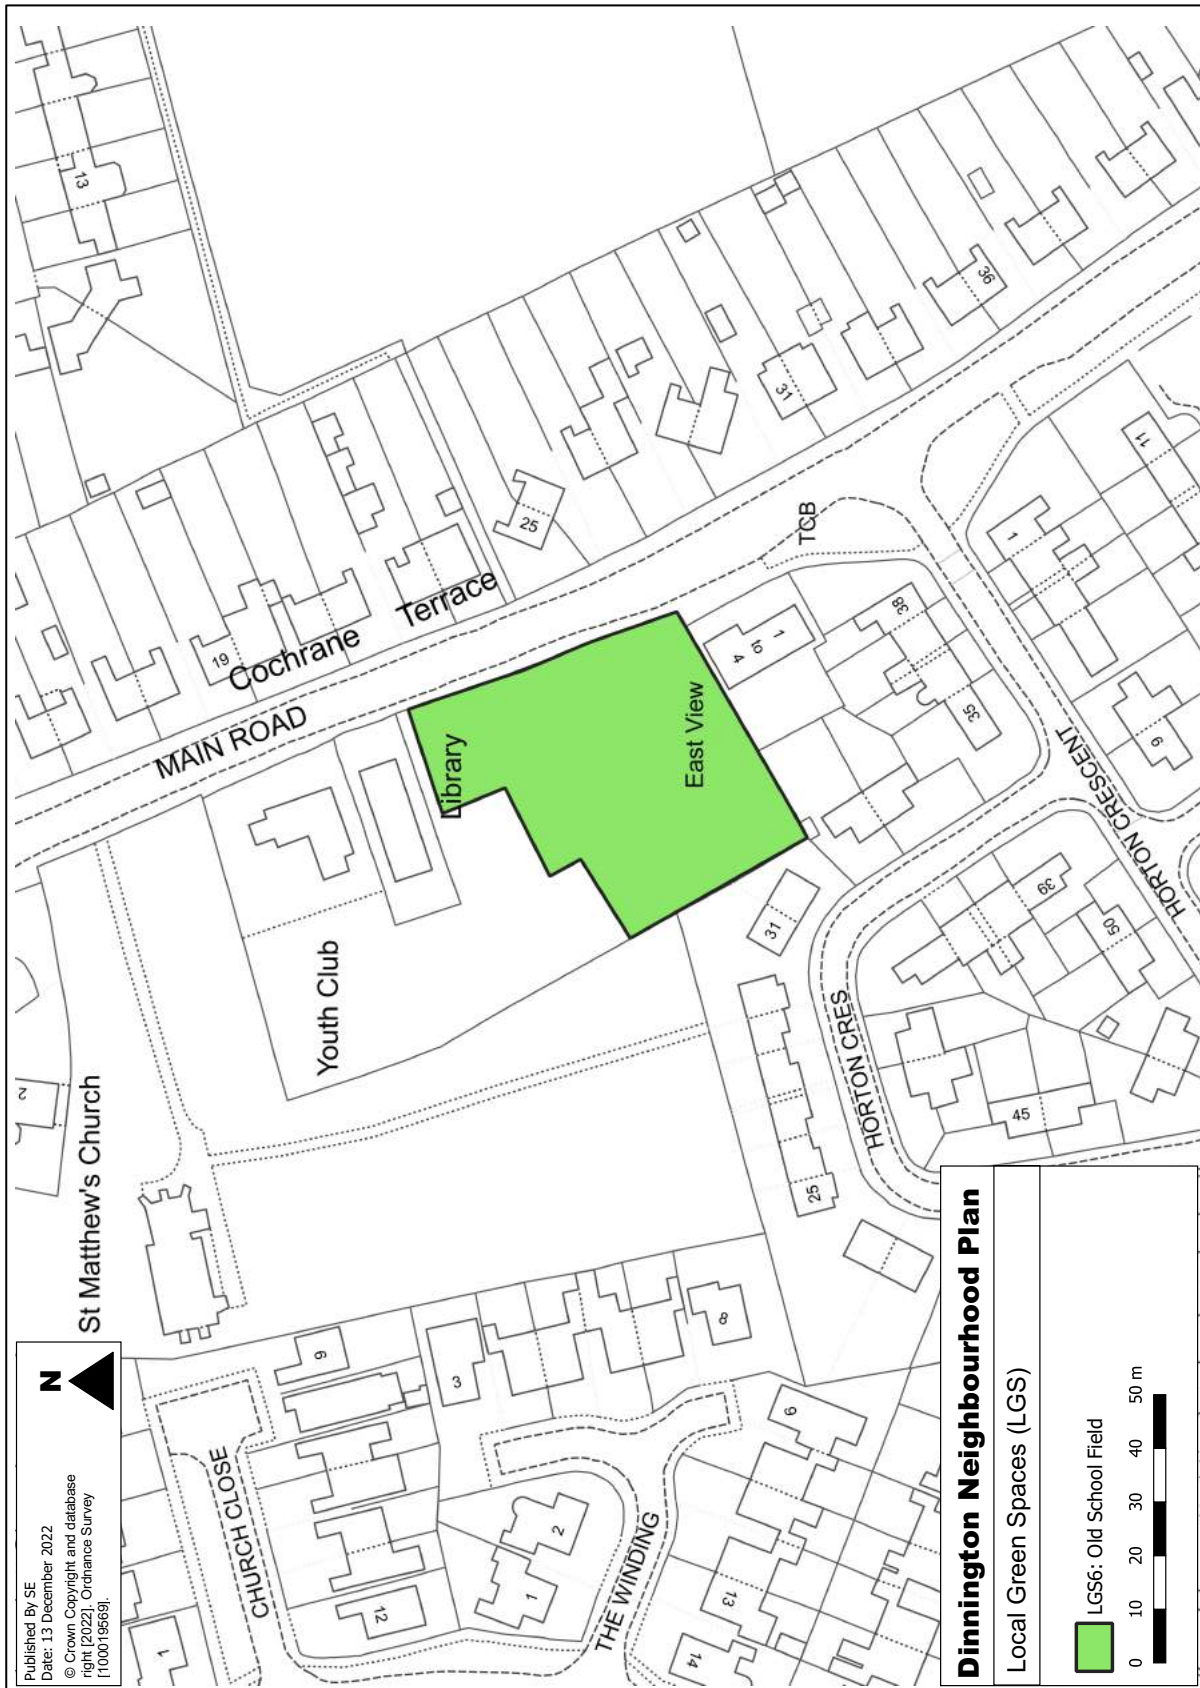 Published By SE
Date: 13 December 2022
© Crown Copyright and database
right [2022]. Ordnance Survey
[100019569].
N
St Matthew's Church
Youth Club
Library
East View
MAIN ROAD
Cochrane Terrace
TCB
CHURCH CLOSE
THE WINDING
HORTON CRES
HORTON CRESCENT
13
19
25
31
36
2
1
12
6
3
8
1
2
9
13
14
25
31
45
50
39
35
38
1
to
4
1
11
9
Dinnington Neighbourhood Plan
Local Green Spaces (LGS)
LGS6: Old School Field
0 10 20 30 40 50 m